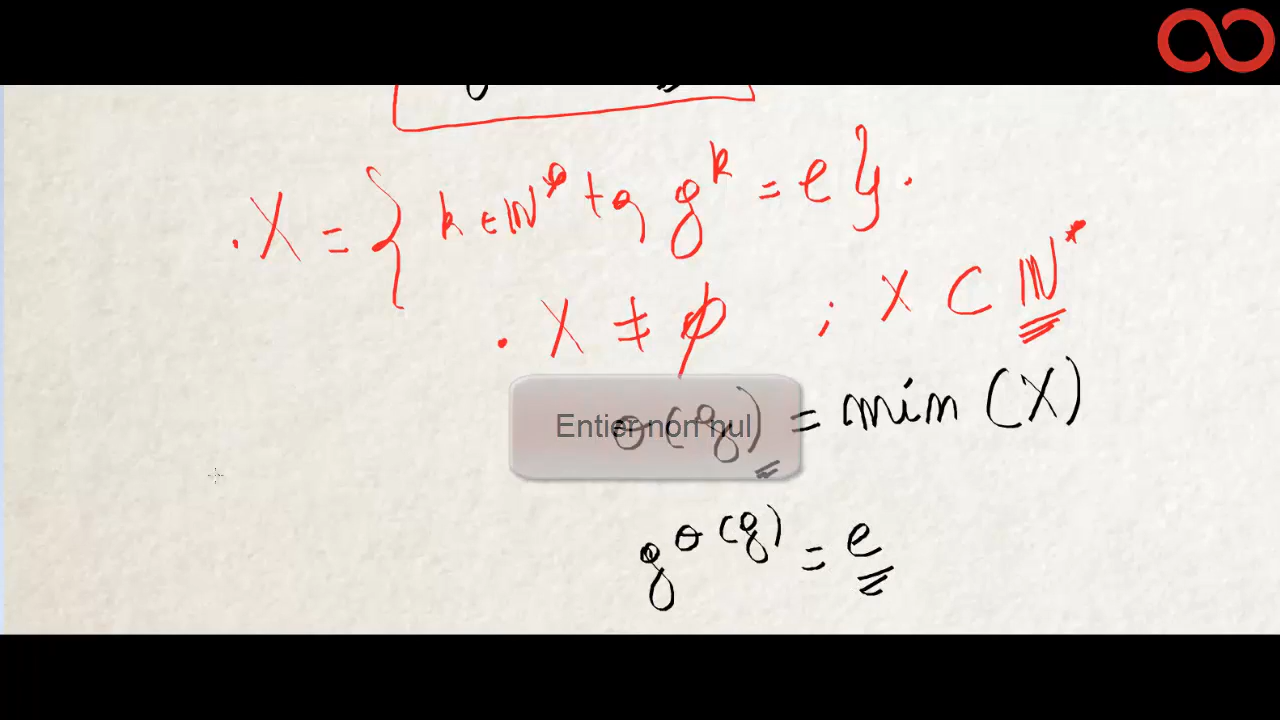 . X = { k ∈ ℕ* tq g^k = e }.
. X ≠ ϕ ; X ⊂ ℕ*
θ(g) = min (X)
Entier non nul
g^θ(g) = e